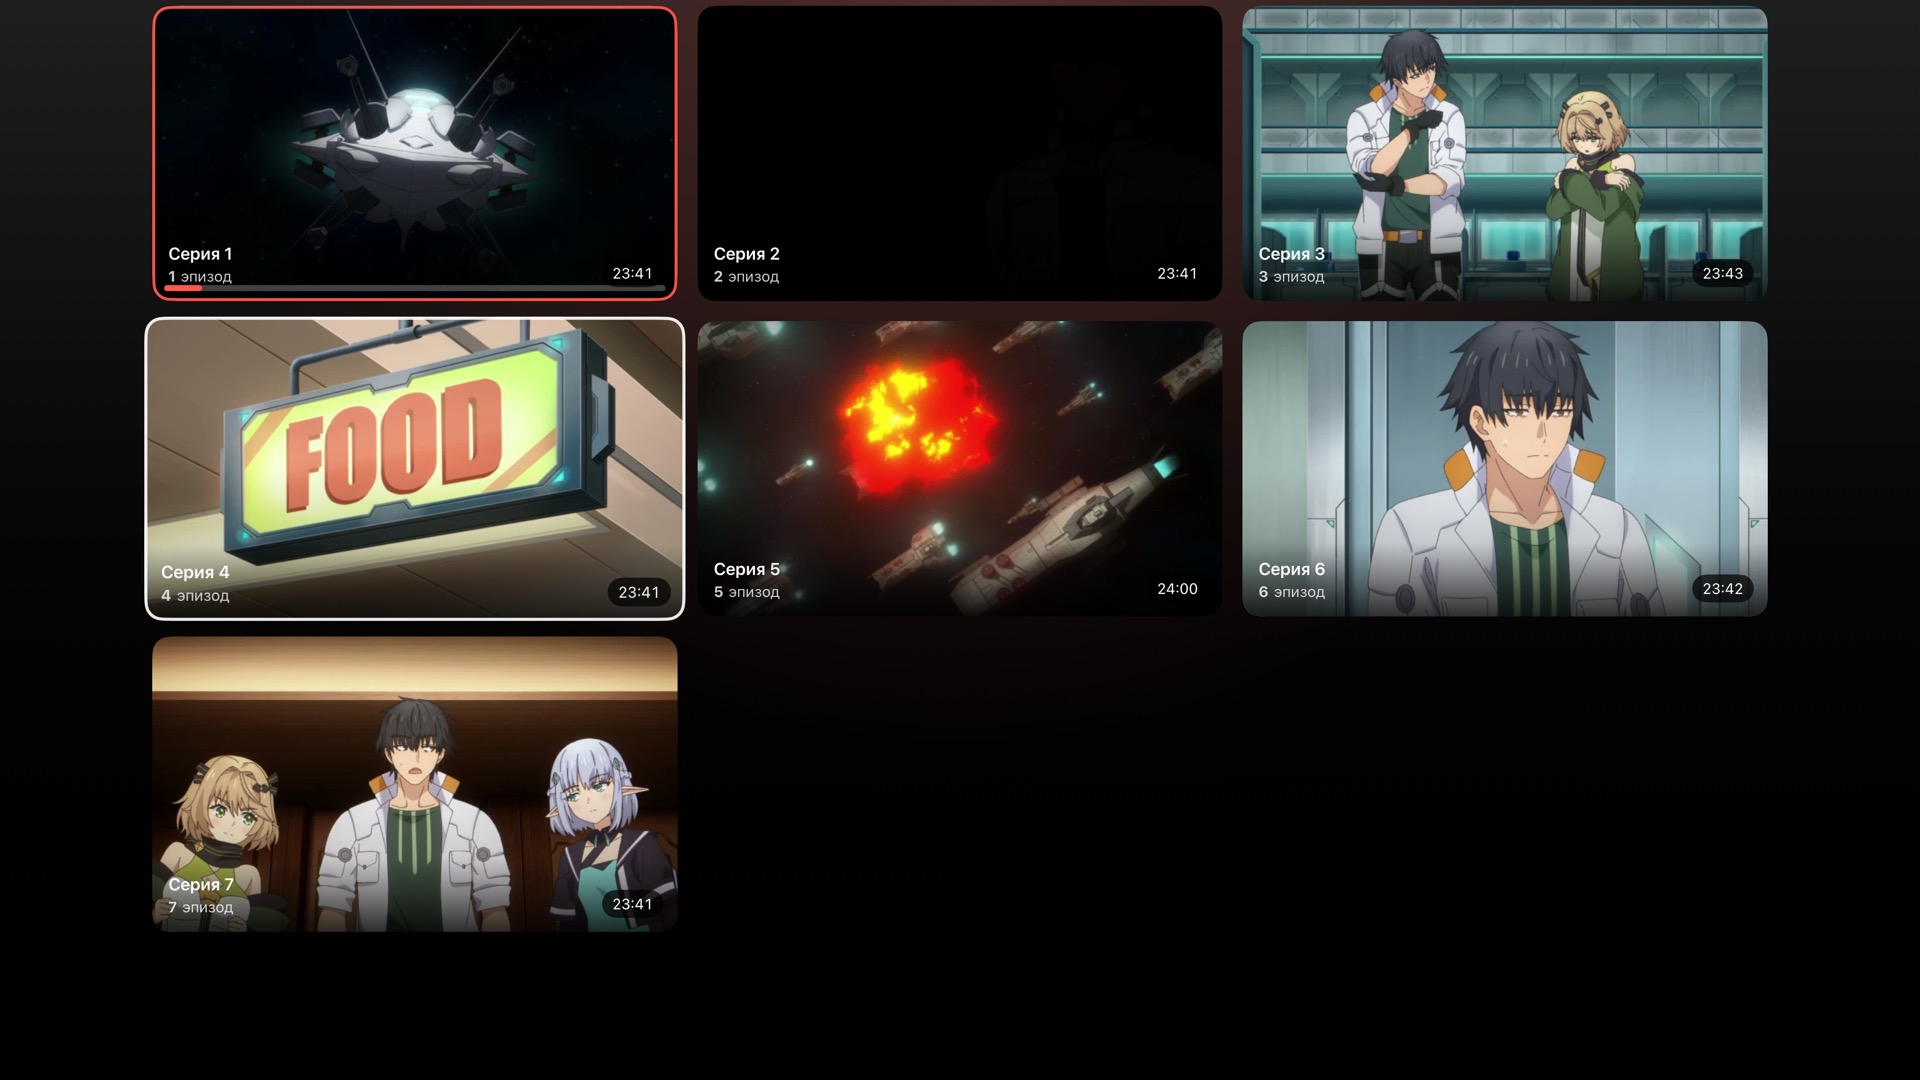 Серия 1
1 эпизод
23:41
Серия 2
2 эпизод
23:41
Серия 3
3 эпизод
23:43
FOOD
Серия 4
4 эпизод
23:41
Серия 5
5 эпизод
24:00
Серия 6
6 эпизод
23:42
Серия 7
7 эпизод
23:41